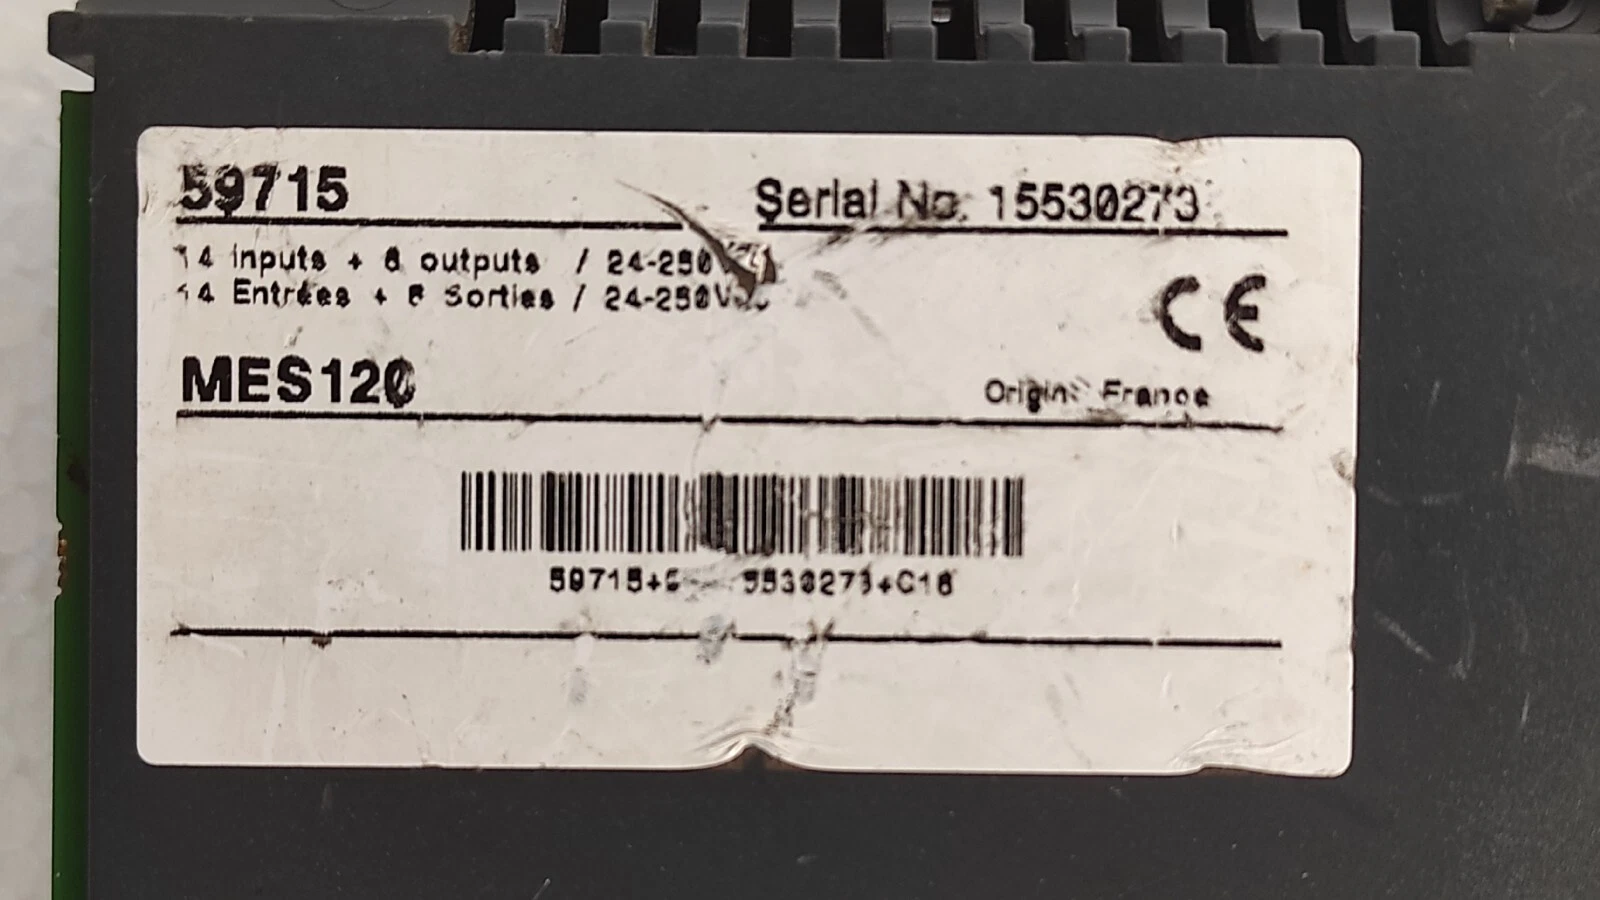 59715
Serial No. 15530273
14 inputs + 6 outputs / 24-250V
14 Entrées + 6 Sorties / 24-250V
CE
MES120
Origin: France
5530273+C16